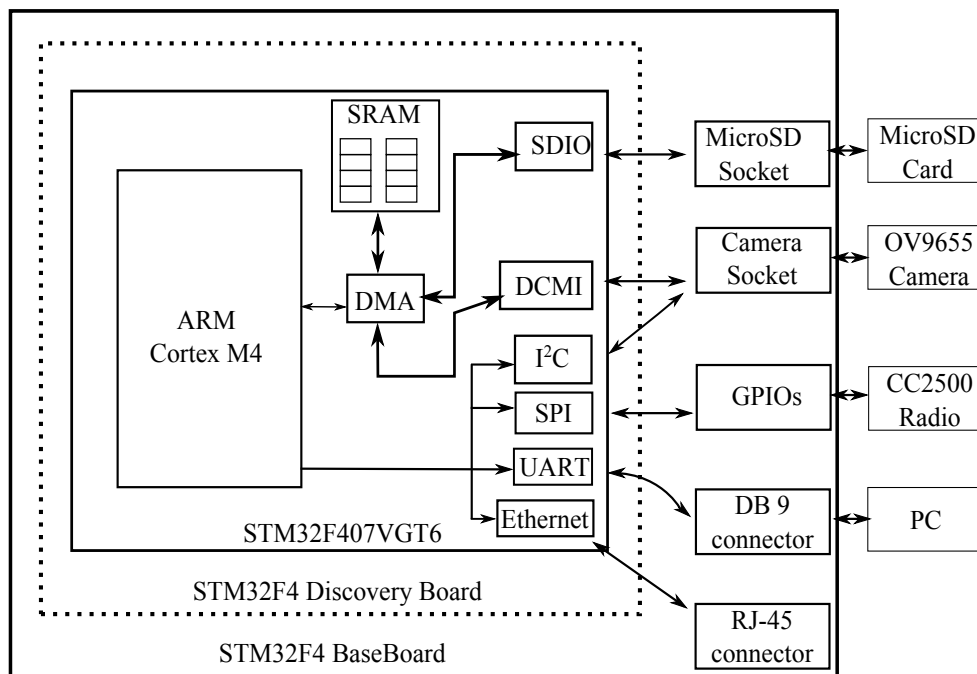 SRAM
SDIO
MicroSD
Socket
MicroSD
Card
ARM
Cortex M4
DMA
DCMI
Camera
Socket
OV9655
Camera
I²C
SPI
GPIOs
CC2500
Radio
UART
Ethernet
DB 9
connector
PC
STM32F407VGT6
STM32F4 Discovery Board
RJ-45
connector
STM32F4 BaseBoard